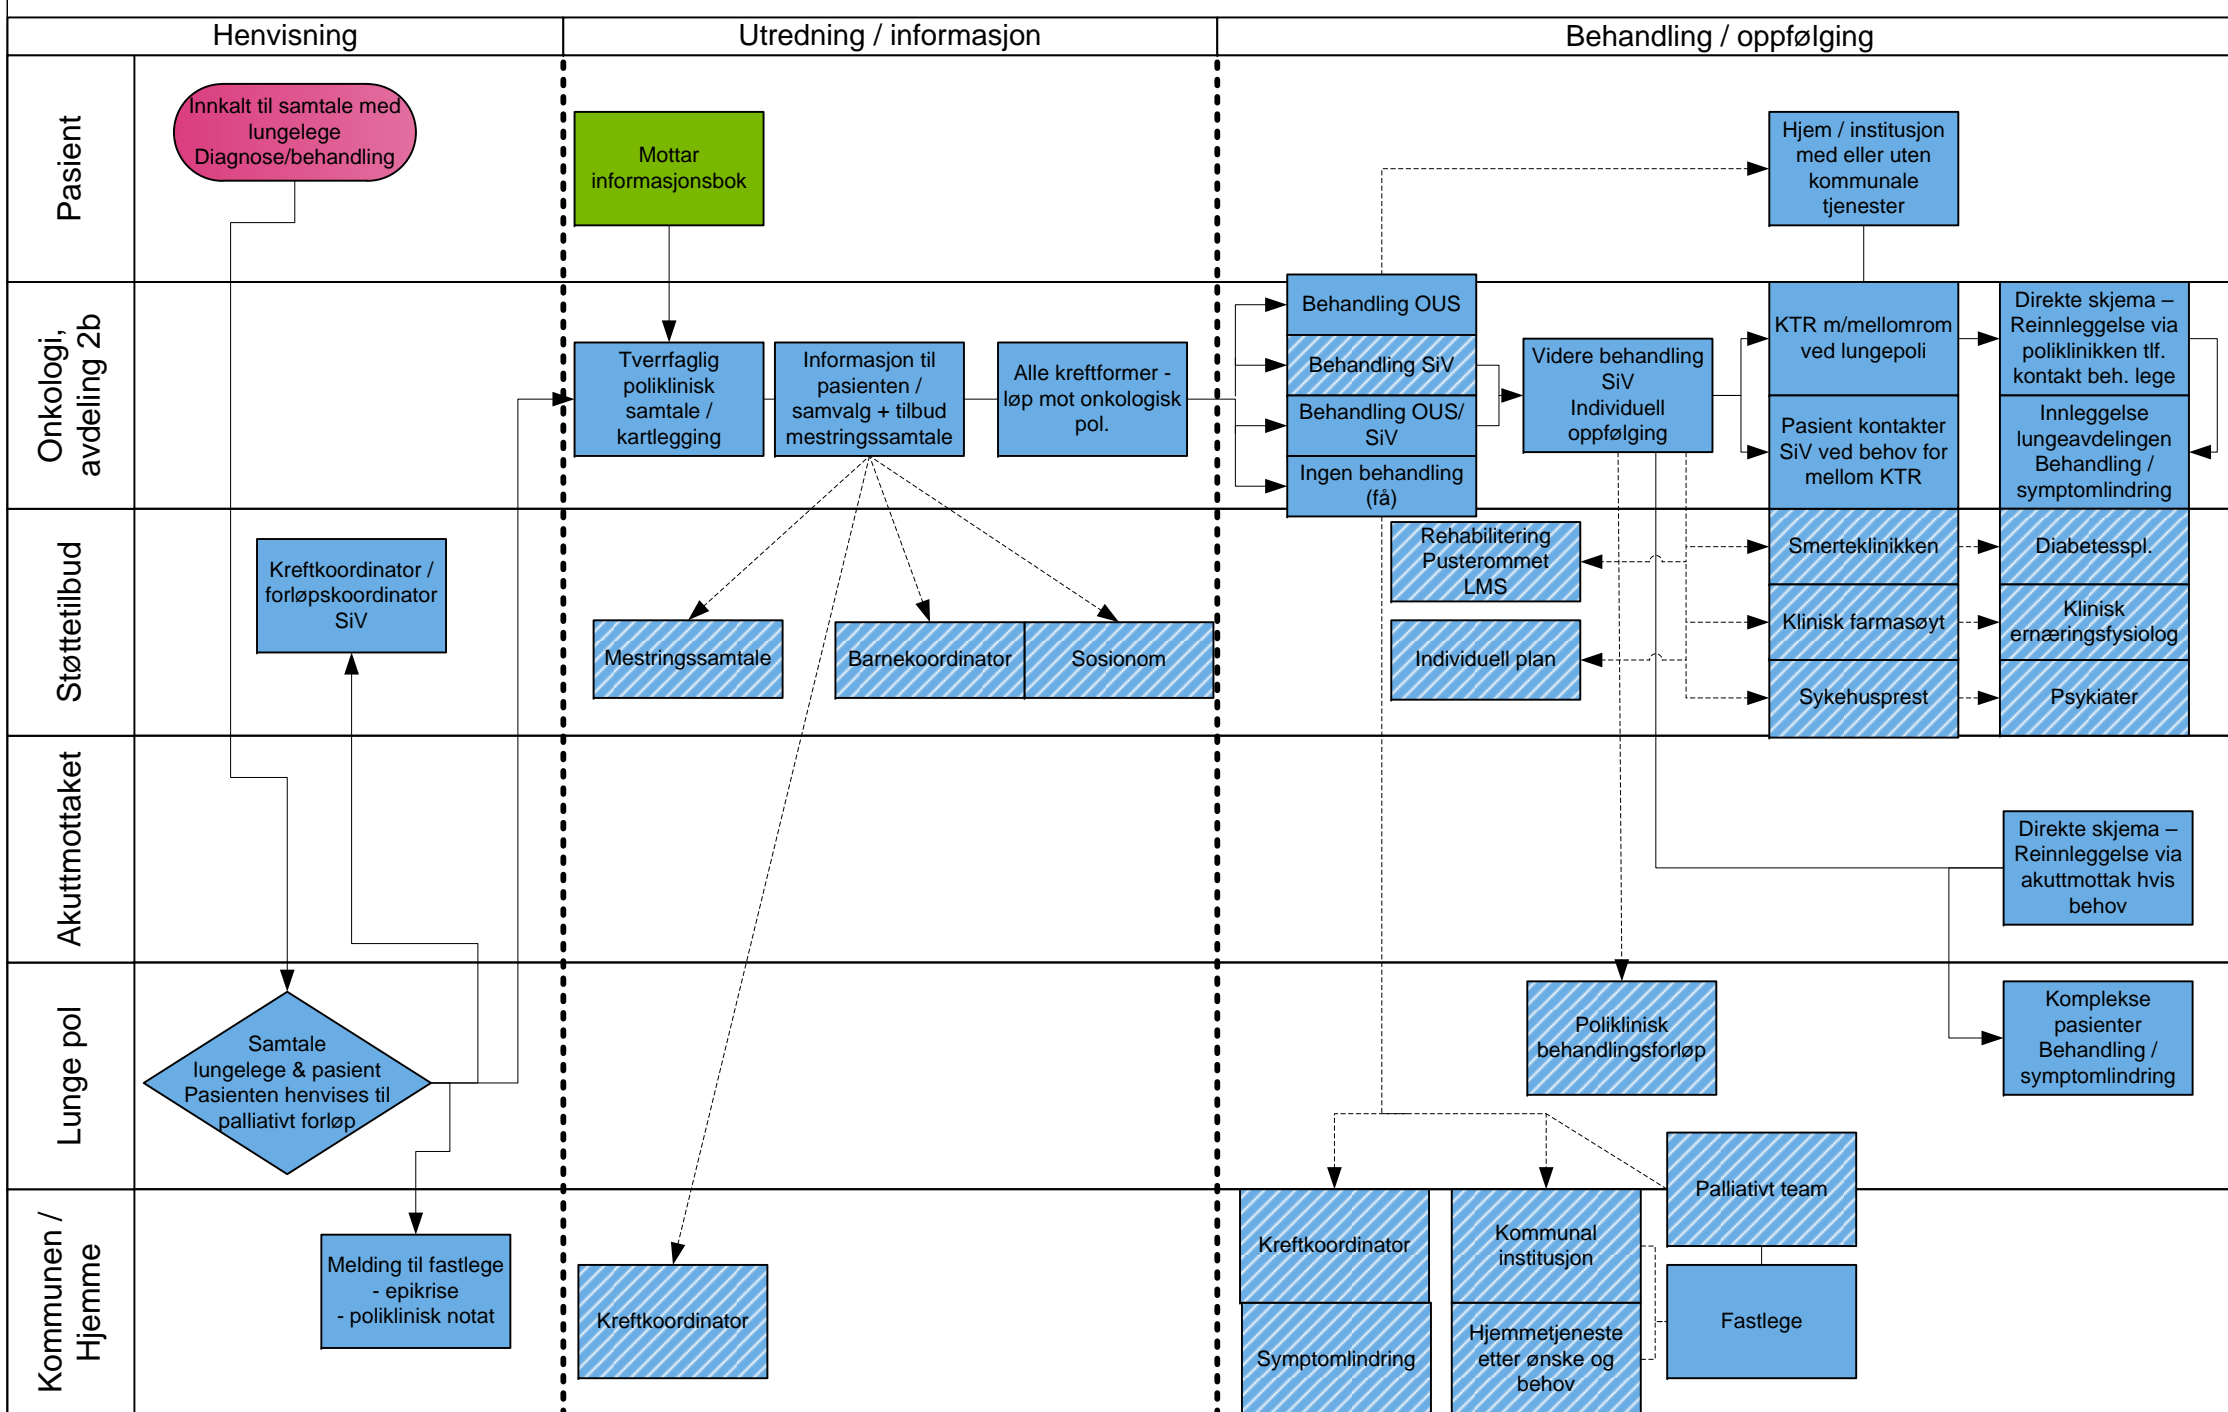 Henvisning
Utredning / informasjon
Behandling / oppfølging
Pasient
Innkalt til samtale med
lungelege
Diagnose/behandling
Mottar
informasjonsbok
Hjem / institusjon
med eller uten
kommunale
tjenester
Onkologi,
avdeling 2b
Tverrfaglig
poliklinisk
samtale /
kartlegging
Informasjon til
pasienten /
samvalg + tilbud
mestringssamtale
Alle kreftformer -
løp mot onkologisk
pol.
Behandling OUS
Behandling SiV
Behandling OUS/
SiV
Ingen behandling
(få)
Videre behandling
SiV
Individuell
oppfølging
KTR m/mellomrom
ved lungepoli
Pasient kontakter
SiV ved behov for
mellom KTR
Direkte skjema –
Reinnleggelse via
poliklinikken tlf.
kontakt beh. lege
Innleggelse
lungeavdelingen
Behandling /
symptomlindring
Støttetilbud
Kreftkoordinator /
forløpskoordinator
SiV
Mestringssamtale
Barnekoordinator
Sosionom
Rehabilitering
Pusterommet
LMS
Individuell plan
Smerteklinikken
Klinisk farmasøyt
Sykehusprest
Diabetesspl.
Klinisk
ernæringsfysiolog
Psykiater
Akuttmottaket
Direkte skjema –
Reinnleggelse via
akuttmottak hvis
behov
Lunge pol
Samtale
lungelege & pasient
Pasienten henvises til
palliativt forløp
Poliklinisk
behandlingsforløp
Komplekse
pasienter
Behandling /
symptomlindring
Palliativt team
Kommunen /
Hjemme
Melding til fastlege
- epikrise
- poliklinisk notat
Kreftkoordinator
Kreftkoordinator
Symptomlindring
Kommunal
institusjon
Hjemmetjeneste
etter ønske og
behov
Fastlege